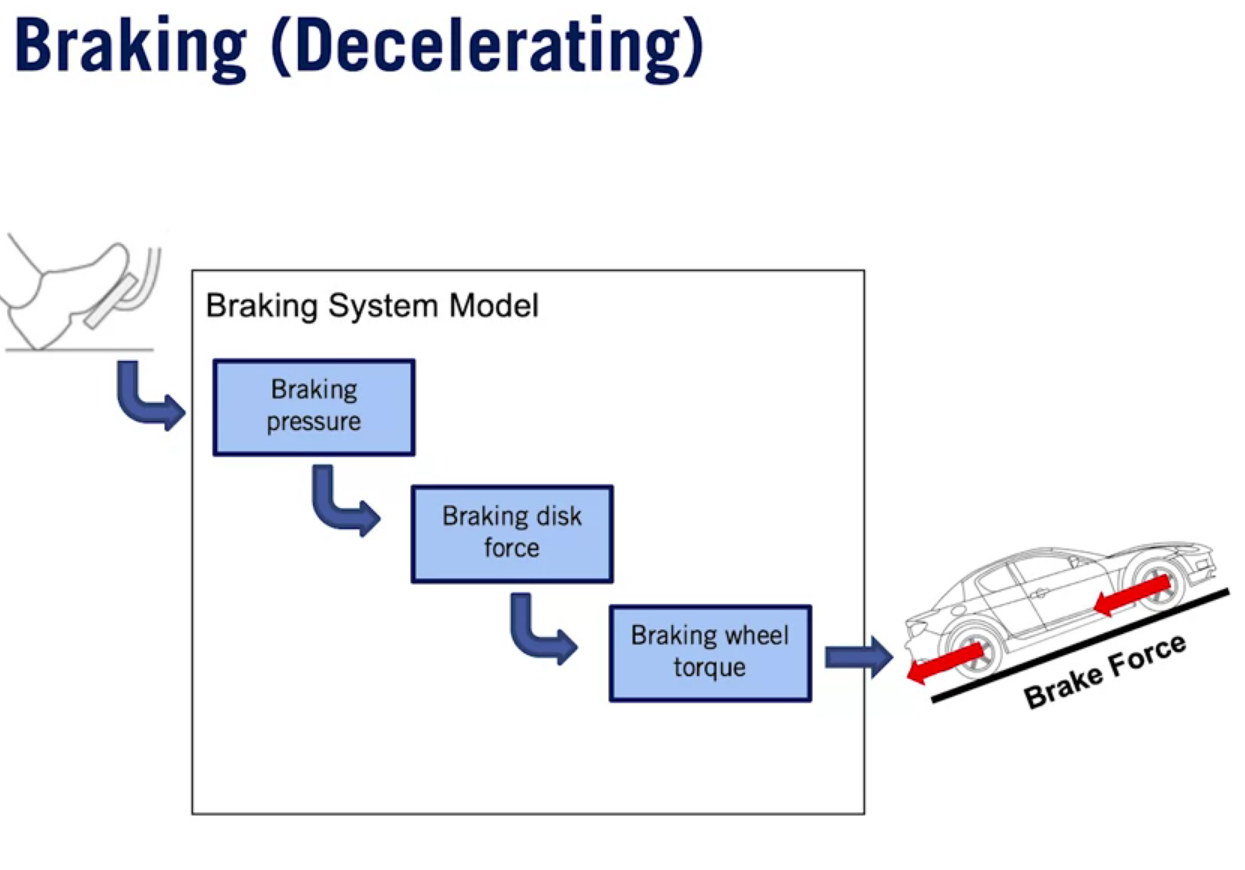 Braking (Decelerating)
Braking System Model
Braking
pressure
Braking disk
force
Braking wheel
torque
Brake Force